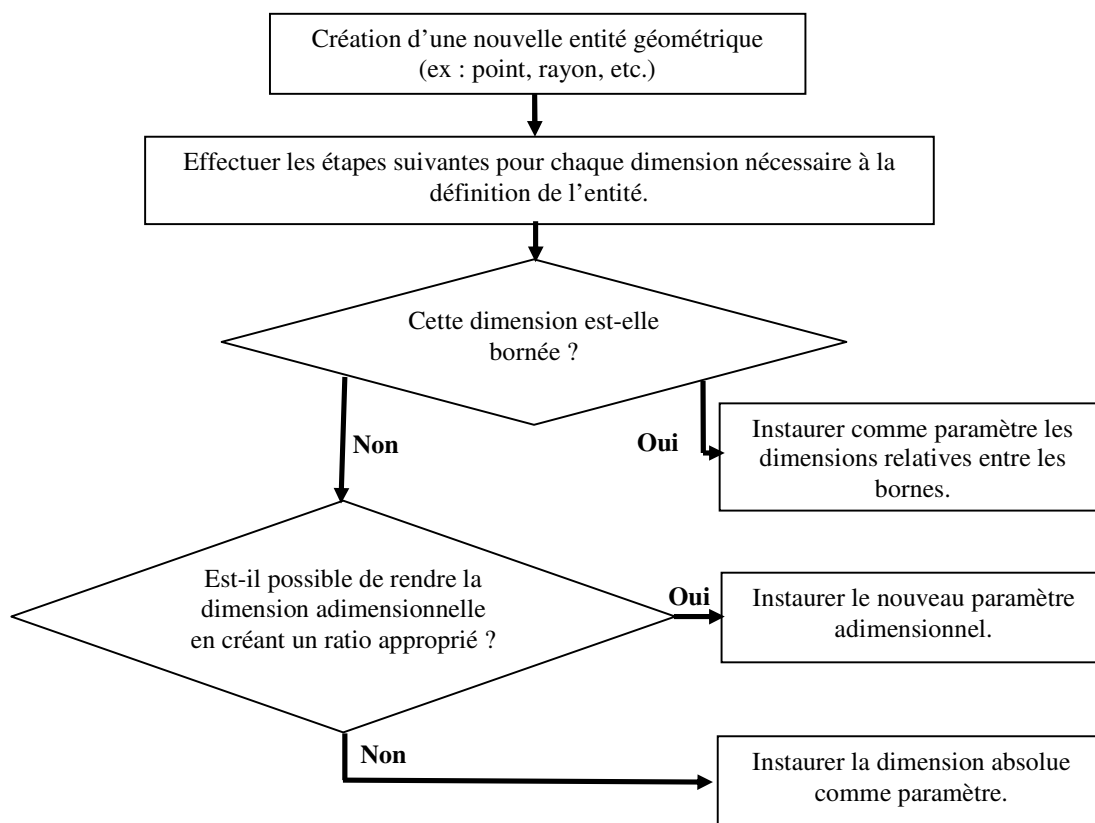 Création d’une nouvelle entité géométrique
(ex : point, rayon, etc.)
Effectuer les étapes suivantes pour chaque dimension nécessaire à la
définition de l’entité.
Cette dimension est-elle
bornée ?
Non
Oui
Instaurer comme paramètre les
dimensions relatives entre les
bornes.
Est-il possible de rendre la
dimension adimensionnelle
en créant un ratio approprié ?
Oui
Instaurer le nouveau paramètre
adimensionnel.
Non
Instaurer la dimension absolue
comme paramètre.